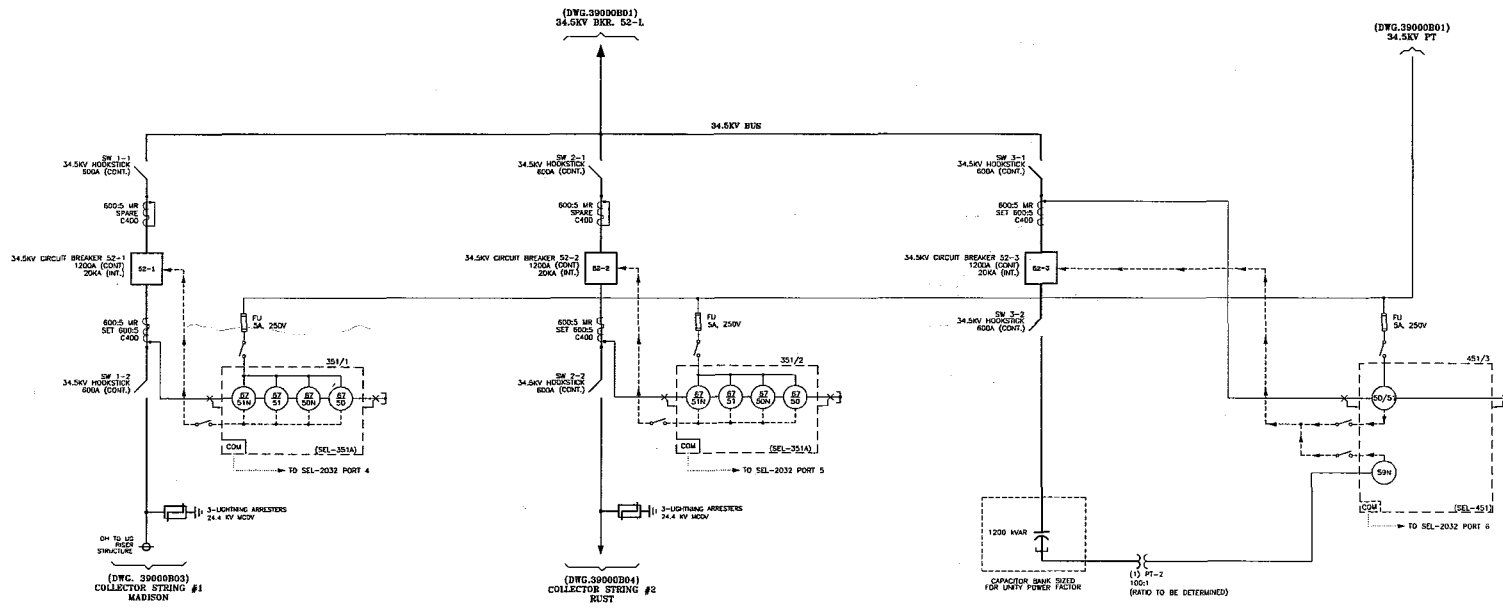 (DWG.39000B01)
34.5KV BKR. 52-L
(DWG.39000B01)
34.5KV PT
34.5KV BUS
SW 1-1
34.5KV HOOKSTICK
600A (CONT.)
600:5 MR
SPARE
C400
34.5KV CIRCUIT BREAKER 52-1
1200A (CONT)
20KA (INT.)
52-1
600:5 MR
SET 600:5
C400
SW 1-2
34.5KV HOOKSTICK
600A (CONT.)
FU
5A, 250V
351/1
67
51N
67
51
67
50N
67
50
COM
(SEL-351A)
TO SEL-2032 PORT 4
3-LIGHTNING ARRESTERS
24.4 KV MCOV
OH TO UG
RISER
STRUCTURE
(DWG. 39000B03)
COLLECTOR STRING #1
MADISON
SW 2-1
34.5KV HOOKSTICK
600A (CONT.)
600:5 MR
SPARE
C400
34.5KV CIRCUIT BREAKER 52-2
1200A (CONT)
20KA (INT.)
52-2
600:5 MR
SET 600:5
C400
SW 2-2
34.5KV HOOKSTICK
600A (CONT.)
FU
5A, 250V
351/2
67
51N
67
51
67
50N
67
50
COM
(SEL-351A)
TO SEL-2032 PORT 5
3-LIGHTNING ARRESTERS
24.4 KV MCOV
(DWG.39000B04)
COLLECTOR STRING #2
RUST
SW 3-1
34.5KV HOOKSTICK
600A (CONT.)
600:5 MR
SET 600:5
C400
34.5KV CIRCUIT BREAKER 52-3
1200A (CONT)
20KA (INT.)
52-3
SW 3-2
34.5KV HOOKSTICK
600A (CONT.)
1200 kVAR
CAPACITOR BANK SIZED
FOR UNITY POWER FACTOR
(1) PT-2
100:1
(RATIO TO BE DETERMINED)
FU
5A, 250V
451/3
50/51
59N
COM
(SEL-451)
TO SEL-2032 PORT 6